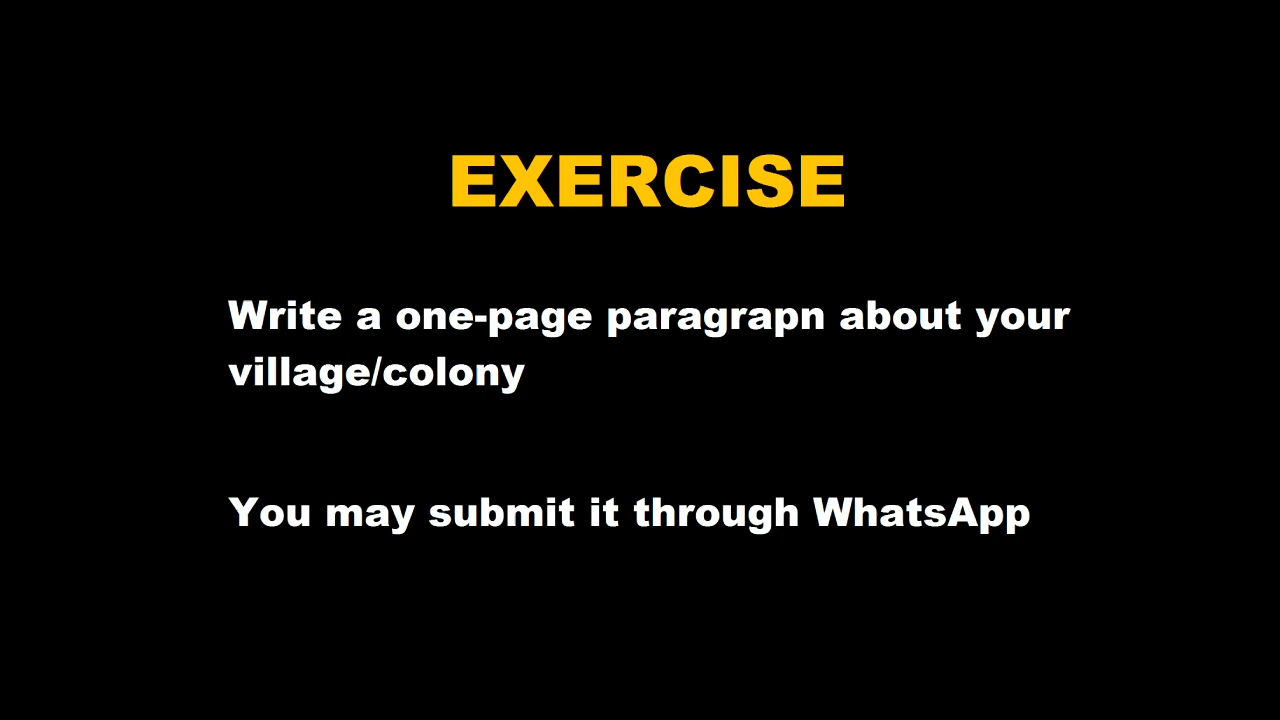 EXERCISE
Write a one-page paragrapn about your
village/colony
You may submit it through WhatsApp